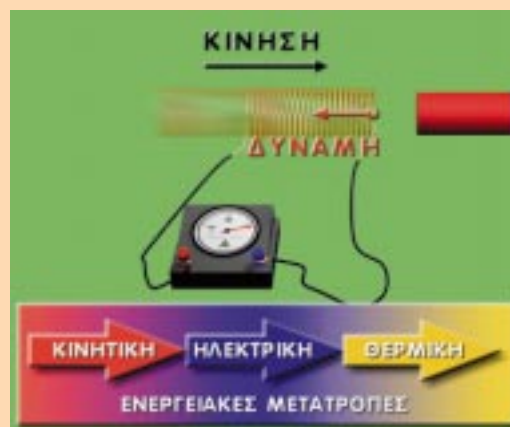 ΚΙΝΗΣΗ
ΔΥΝΑΜΗ
ΚΙΝΗΤΙΚΗ ΗΛΕΚΤΡΙΚΗ ΘΕΡΜΙΚΗ
ΕΝΕΡΓΕΙΑΚΕΣ ΜΕΤΑΤΡΟΠΕΣ